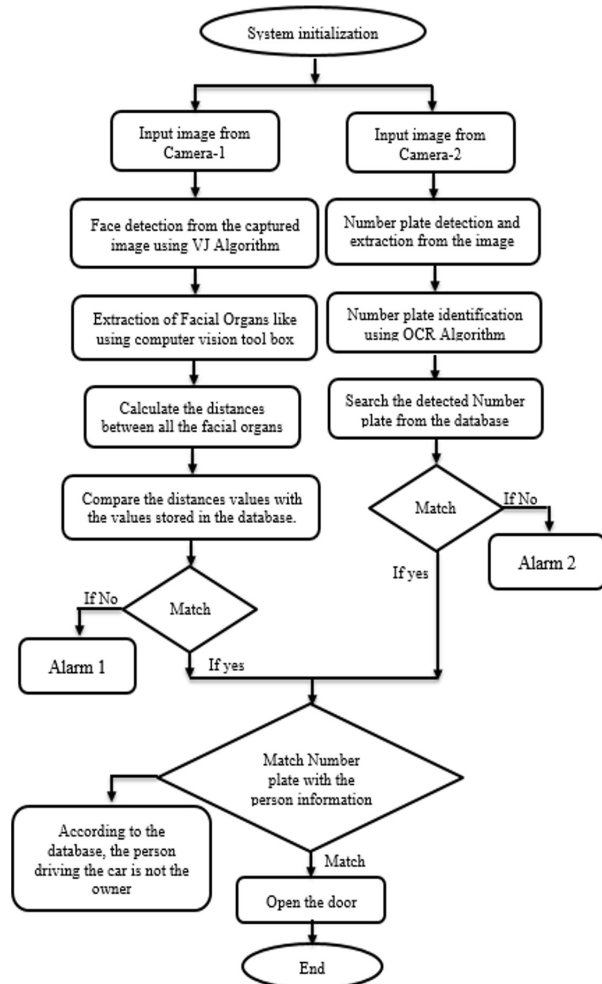 System initialization
Input image from
Camera-1
Input image from
Camera-2
Face detection from the captured
image using VJ Algorithm
Number plate detection and
extraction from the image
Extraction of Facial Organs like
using computer vision tool box
Number plate identification
using OCR Algorithm
Calculate the distances
between all the facial organs
Search the detected Number
plate from the database
Compare the distances values with
the values stored in the database.
Match
If No
Alarm 2
If yes
If No
Match
Alarm 1
If yes
Match Number
plate with the
person information
According to the
database, the person
driving the car is not the
owner
Match
Open the door
End